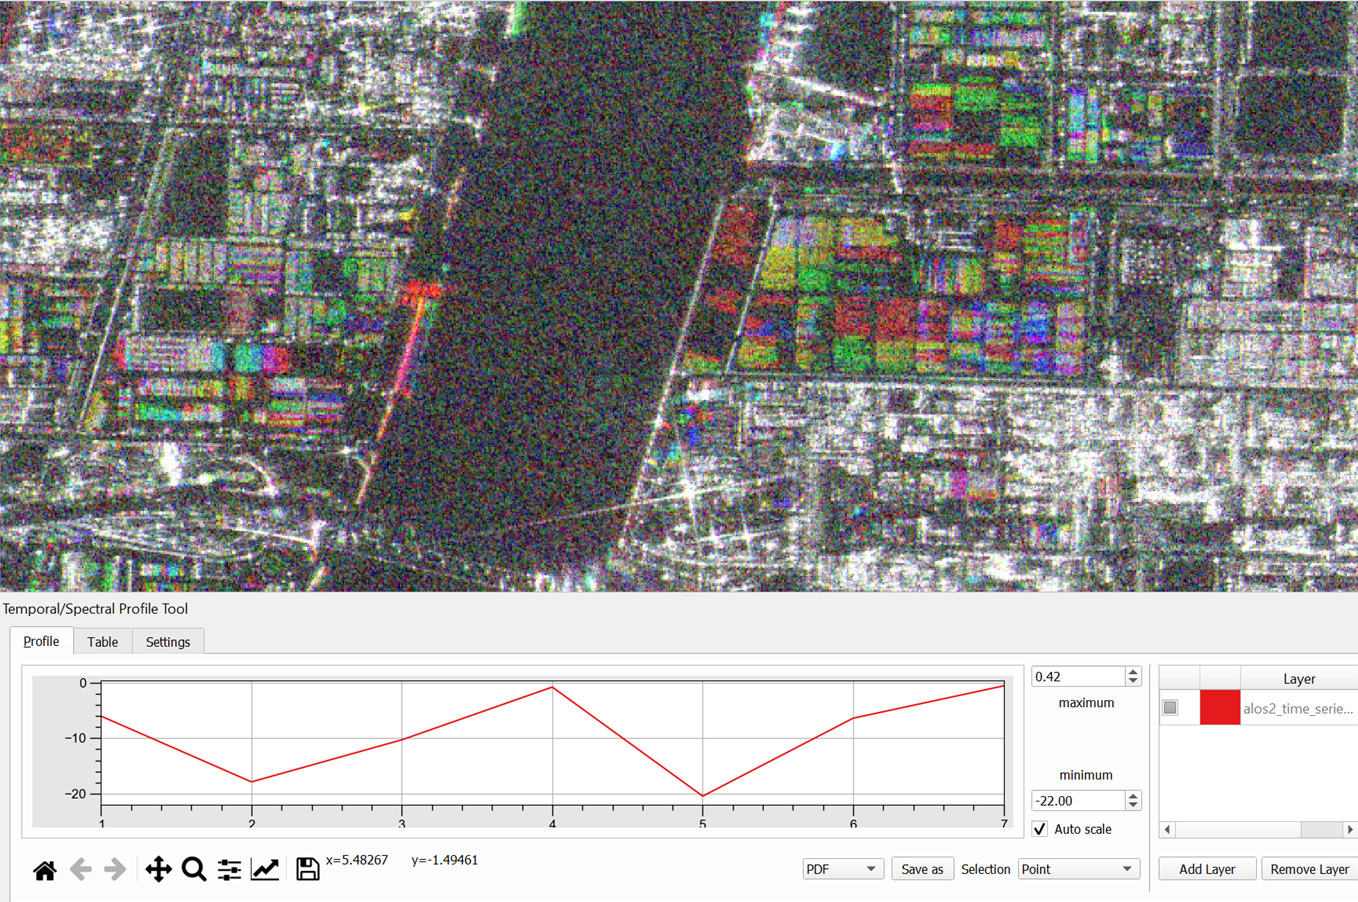 Temporal/Spectral Profile Tool
Profile Table Settings
0
−10
−20
1 2 3 4 5 6 7
0.42
maximum
minimum
-22.00
Auto scale
Layer
alos2_time_serie...
x=5.48267 y=-1.49461
PDF Save as Selection Point
Add Layer Remove Layer